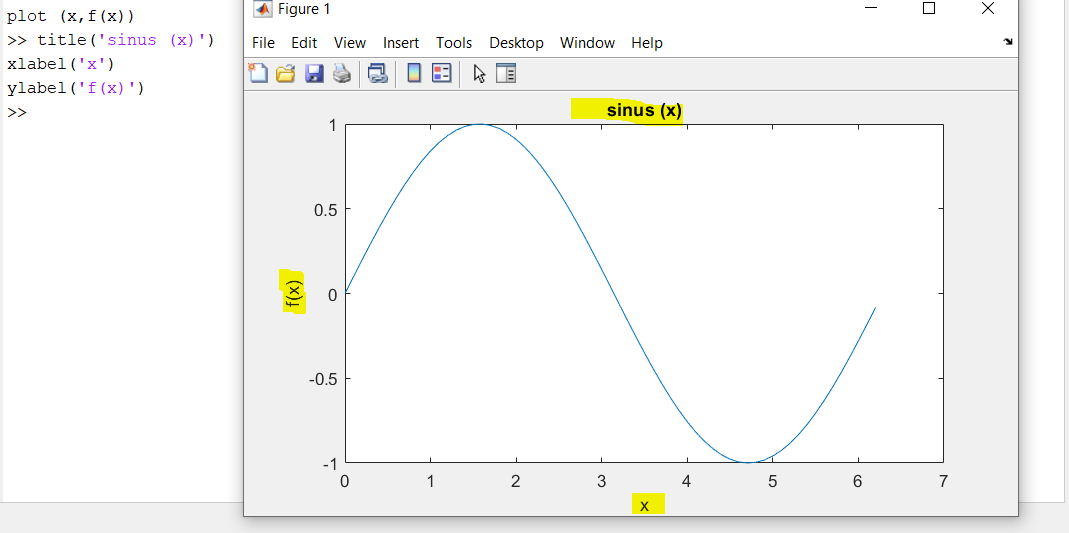 plot (x,f(x))
>> title('sinus (x)')
xlabel('x')
ylabel('f(x)')
>>
Figure 1
File Edit View Insert Tools Desktop Window Help
sinus (x)
1
0.5
0
-0.5
-1
f(x)
0 1 2 3 4 5 6 7
x